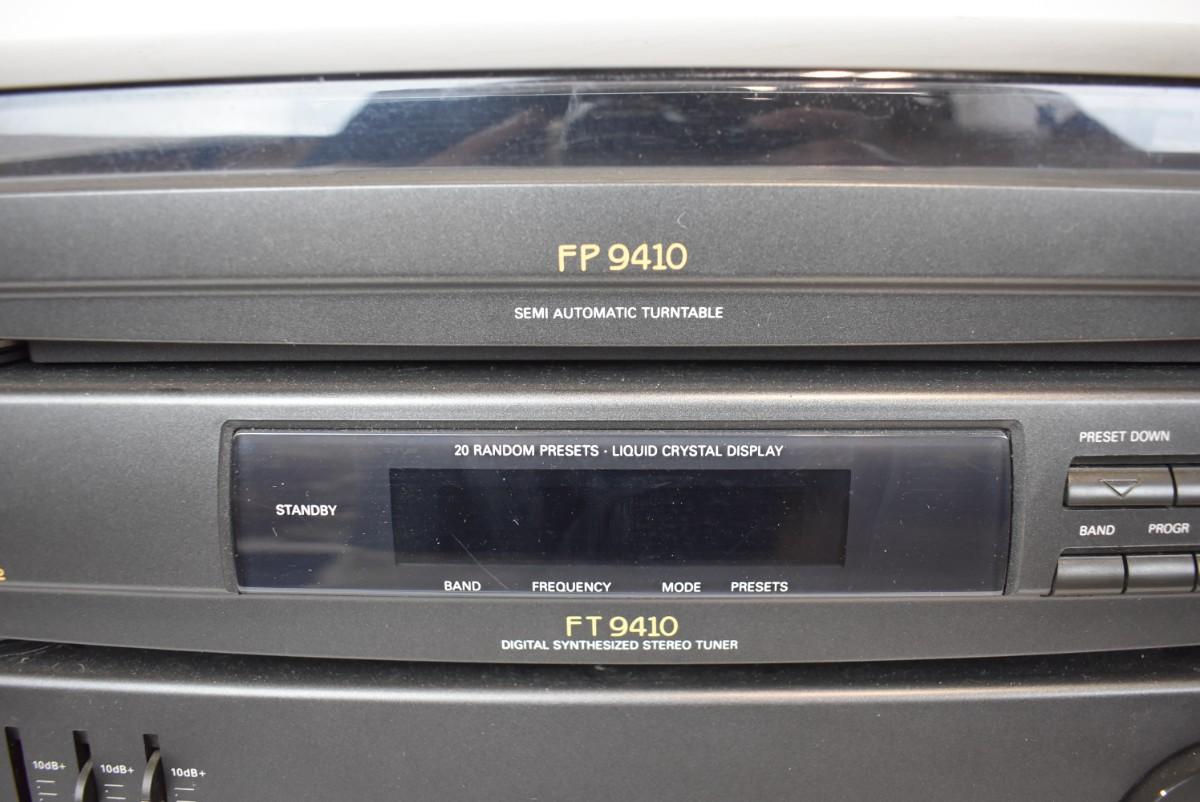 FP 9410
SEMI AUTOMATIC TURNTABLE
20 RANDOM PRESETS · LIQUID CRYSTAL DISPLAY
PRESET DOWN
STANDBY
BAND PROGR
BAND FREQUENCY MODE PRESETS
FT 9410
DIGITAL SYNTHESIZED STEREO TUNER
10dB+ 10dB+ 10dB+